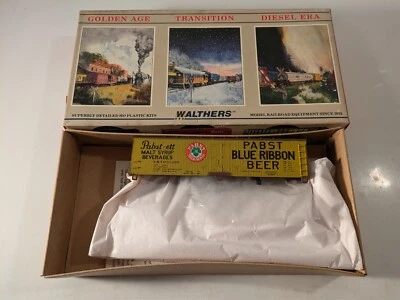 GOLDEN AGE
TRANSITION
DIESEL ERA
SUPERBLY DETAILED HO PLASTIC KITS
WALTHERS
MODEL RAILROAD EQUIPMENT SINCE 1932
Pabst-ett
MALT SYRUP
BEVERAGES
PABST
PABST
BLUE RIBBON
BEER